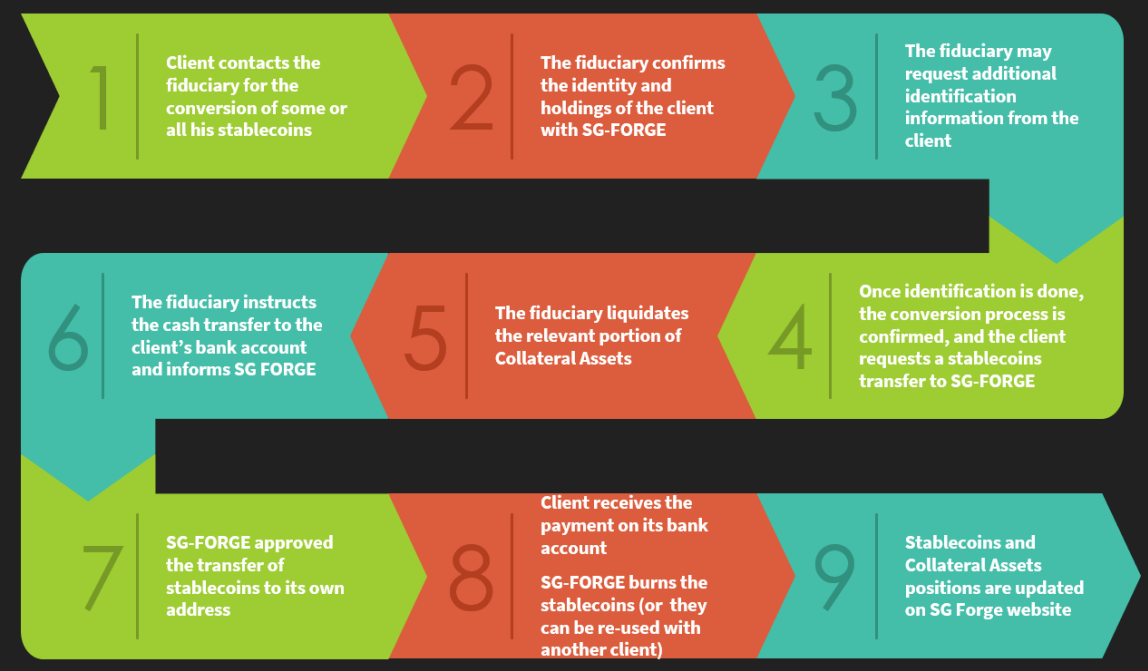 1
Client contacts the
fiduciary for the
conversion of some or
all his stablecoins
2
The fiduciary confirms
the identity and
holdings of the client
with SG-FORGE
3
The fiduciary may
request additional
identification
information from the
client
4
Once identification is done,
the conversion process is
confirmed, and the client
requests a stablecoins
transfer to SG-FORGE
5
The fiduciary liquidates
the relevant portion of
Collateral Assets
6
The fiduciary instructs
the cash transfer to the
client’s bank account
and informs SG FORGE
7
SG-FORGE approved
the transfer of
stablecoins to its own
address
8
Client receives the
payment on its bank
account
SG-FORGE burns the
stablecoins (or  they
can be re-used with
another client)
9
Stablecoins and
Collateral Assets
positions are updated
on SG Forge website